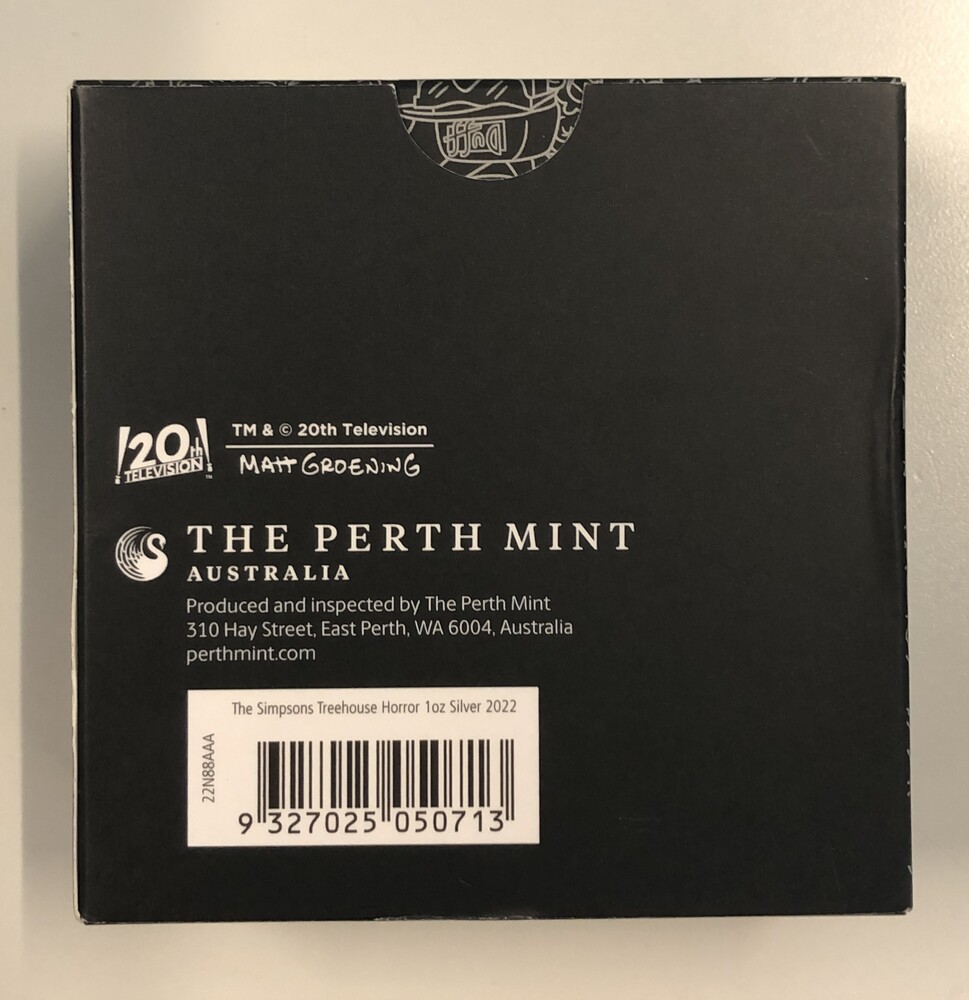 Duff
20th
TELEVISION™
TM & © 20th Television
MATT GROENING
THE PERTH MINT
AUSTRALIA
Produced and inspected by The Perth Mint
310 Hay Street, East Perth, WA 6004, Australia
perthmint.com
The Simpsons Treehouse Horror 1oz Silver 2022
22N88AAA
9 327025 050713